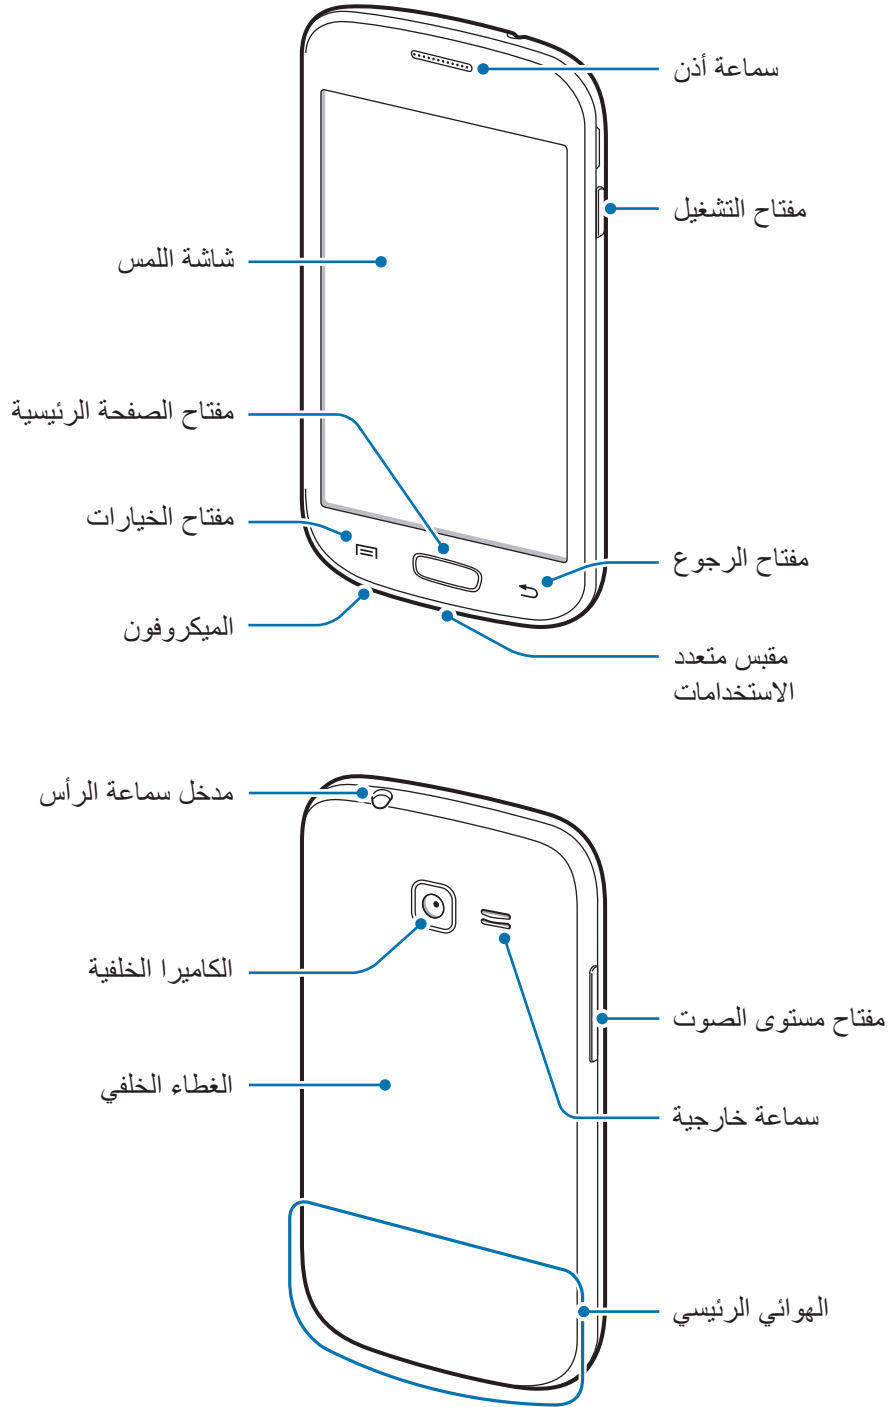 سماعة أذن
مفتاح التشغيل
شاشة اللمس
مفتاح الصفحة الرئيسية
مفتاح الخيارات
مفتاح الرجوع
الميكروفون
مقبس متعدد
الاستخدامات
مدخل سماعة الرأس
الكاميرا الخلفية
مفتاح مستوى الصوت
الغطاء الخلفي
سماعة خارجية
الهوائي الرئيسي